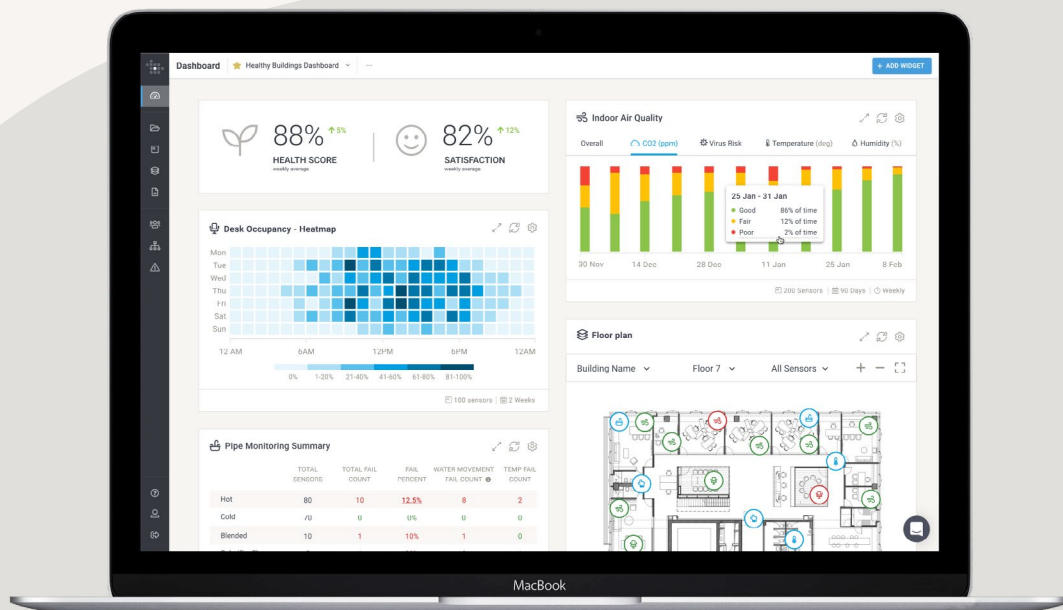 Dashboard
Healthy Buildings Dashboard
+ ADD WIDGET
88% ↑ 5%
HEALTH SCORE
weekly average
82% ↑ 12%
SATISFACTION
weekly average
Desk Occupancy - Heatmap
Mon
Tue
Wed
Thu
Fri
Sat
Sun
12 AM 6AM 12PM 6PM 12AM
0% 1-20% 21-40% 41-60% 61-80% 81-100%
100 sensors 2 Weeks
Pipe Monitoring Summary
TOTAL SENSORS TOTAL FAIL COUNT FAIL PERCENT WATER MOVEMENT FAIL COUNT TEMP FAIL COUNT
Hot 80 10 12.5% 8 2
Cold 70 0 0% 0 0
Blended 10 1 10% 1 0
Indoor Air Quality
Overall CO2 (ppm) Virus Risk Temperature (deg) Humidity (%)
25 Jan - 31 Jan
Good 86% of time
Fair 12% of time
Poor 2% of time
30 Nov 14 Dec 28 Dec 11 Jan 25 Jan 8 Feb
200 Sensors 90 Days Weekly
Floor plan
Building Name Floor 7 All Sensors + −
MacBook